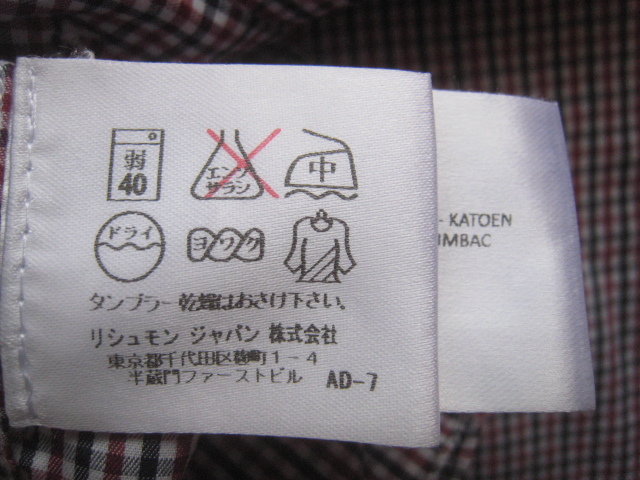 弱
40
エンソ
サラシ
中
ドライ
ヨワク
タンブラー乾燥はおさけ下さい。
リシュモン ジャパン 株式会社
東京都千代田区麹町1-4
半蔵門ファーストビル AD-7
- KATOEN
IMBAC